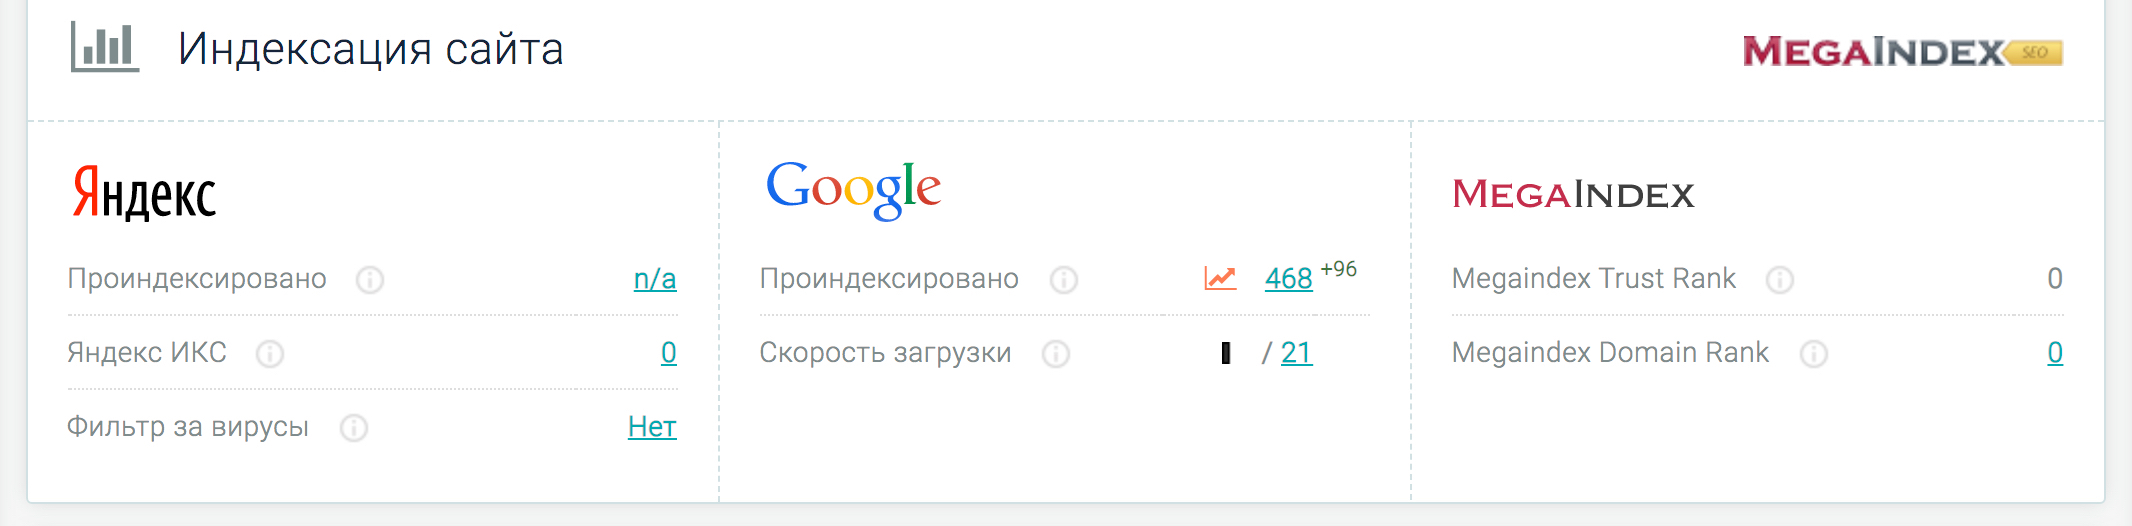 Индексация сайта
MEGAINDEX SEO
Яндекс
Проиндексировано n/a
Яндекс ИКС 0
Фильтр за вирусы Нет
Google
Проиндексировано 468 +96
Скорость загрузки / 21
MEGAINDEX
Megaindex Trust Rank 0
Megaindex Domain Rank 0